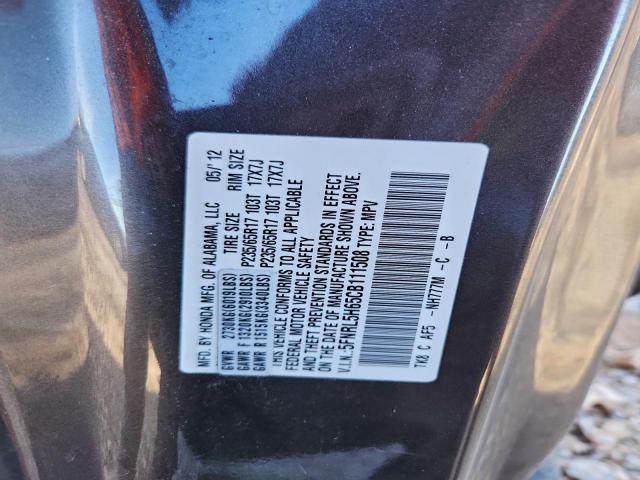 MFG. BY HONDA MFG. OF ALABAMA, LLC 05/'12
TIRE SIZE RIM SIZE
GVWR 2730KG(6019LBS)
GAWR F 1320KG(2910LBS) P235/65R17 103T 17X7J
GAWR R 1515KG(3340LBS) P235/65R17 103T 17X7J
THIS VEHICLE CONFORMS TO ALL APPLICABLE
FEDERAL MOTOR VEHICLE SAFETY
AND THEFT PREVENTION STANDARDS IN EFFECT
ON THE DATE OF MANUFACTURE SHOWN ABOVE.
V.I.N.:5FNRL5H66CB111508 TYPE: MPV
TK8 C AF5 -NH777M -C -B